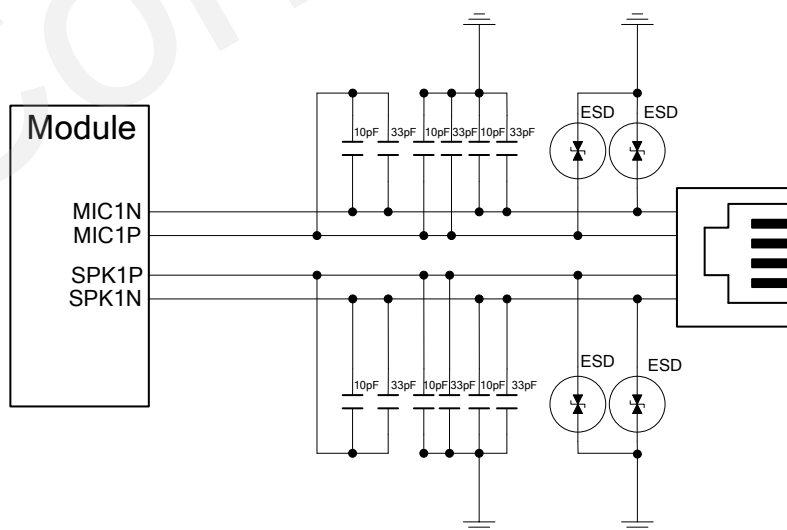 ESD
ESD
10pF 33pF 10pF 33pF 10pF 33pF
Module
MIC1N
MIC1P
SPK1P
SPK1N
ESD
ESD
10pF 33pF 10pF 33pF 10pF 33pF